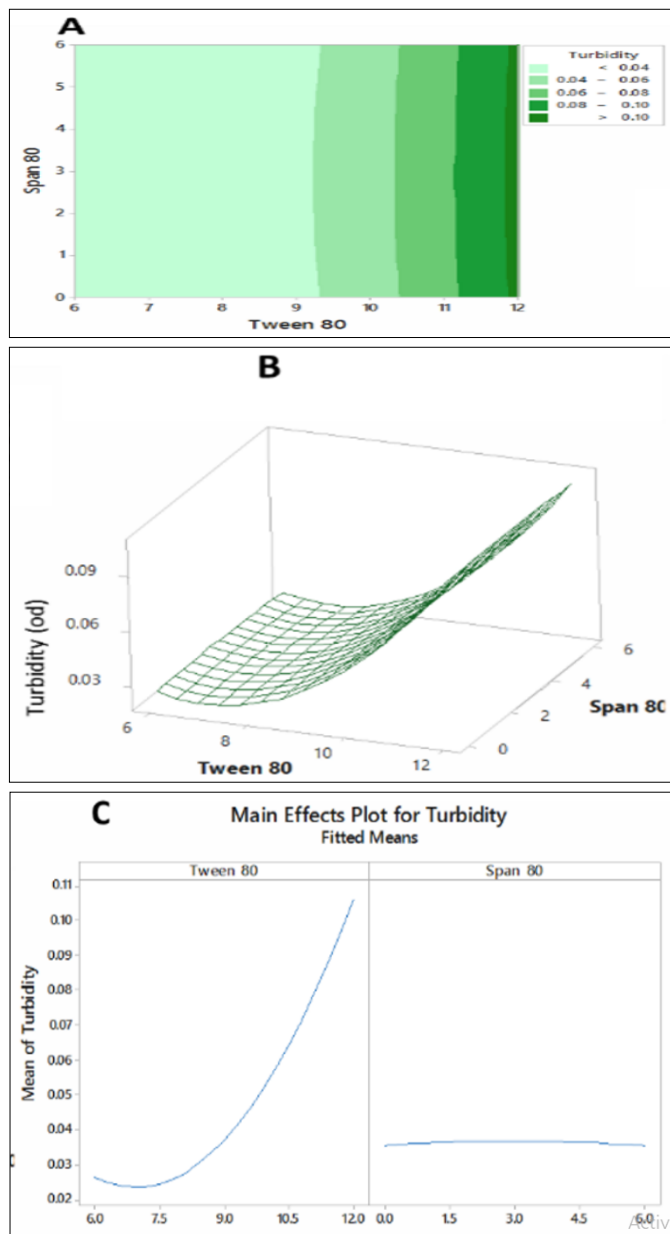 A
Turbidity
< 0.04
0.04 – 0.06
0.06 – 0.08
0.08 – 0.10
> 0.10
6
5
4
3
2
1
0
Span 80
6 7 8 9 10 11 12
Tween 80
B
0.09
0.06
0.03
Turbidity (od)
6
8
10
12
Tween 80
6
4
2
0
Span 80
C
Main Effects Plot for Turbidity
Fitted Means
Tween 80 Span 80
0.11
0.10
0.09
0.08
0.07
0.06
0.05
0.04
0.03
0.02
Mean of Turbidity
6.0 7.5 9.0 10.5 12.0 0.0 1.5 3.0 4.5 6.0
Activ